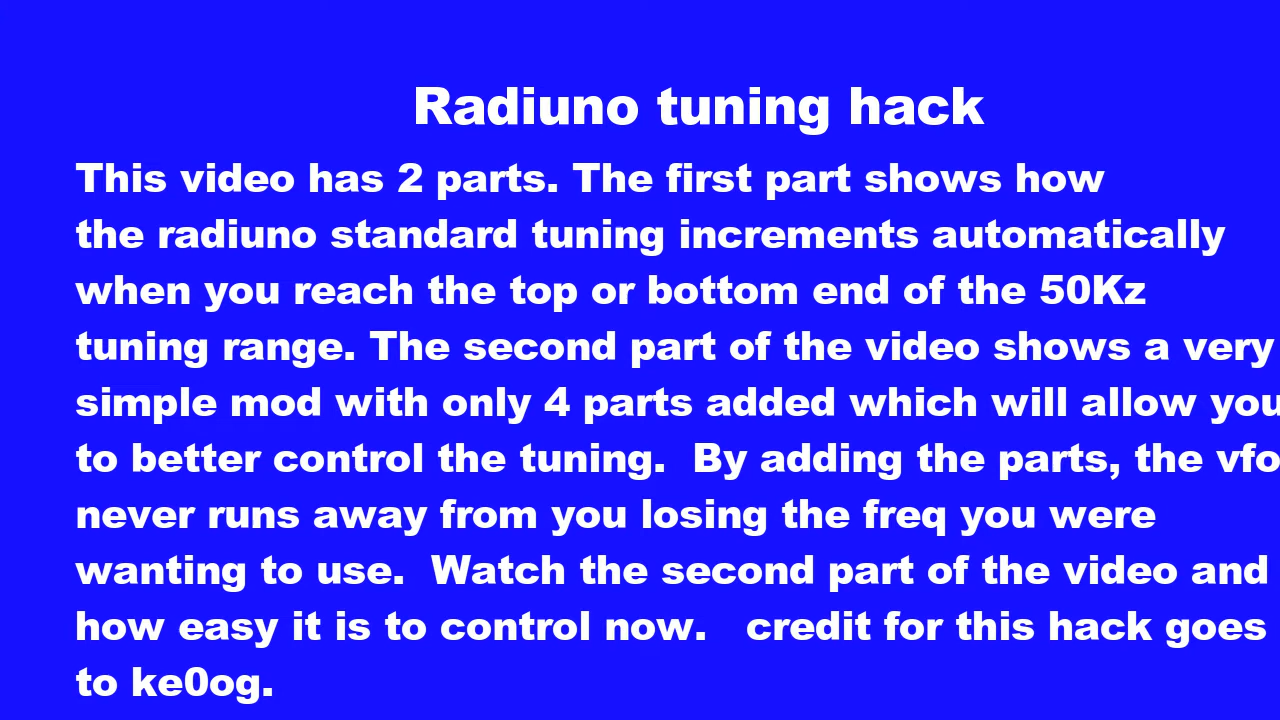 Radiuno tuning hack
This video has 2 parts. The first part shows how
the radiuno standard tuning increments automatically
when you reach the top or bottom end of the 50Kz
tuning range. The second part of the video shows a very
simple mod with only 4 parts added which will allow you
to better control the tuning.  By adding the parts, the vfo
never runs away from you losing the freq you were
wanting to use.  Watch the second part of the video and
how easy it is to control now.   credit for this hack goes
to ke0og.